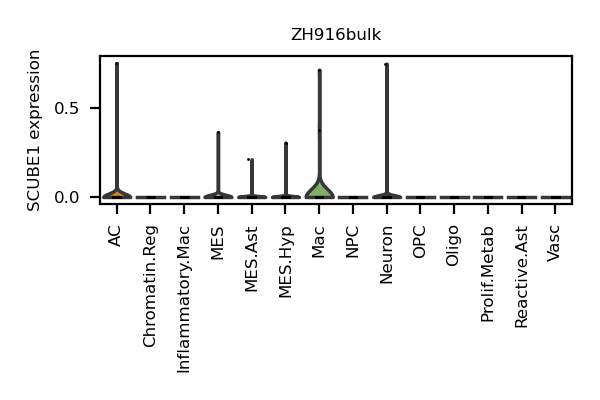 ZH916bulk
SCUBE1 expression
0.5
0.0
AC
Chromatin.Reg
Inflammatory.Mac
MES
MES.Ast
MES.Hyp
Mac
NPC
Neuron
OPC
Oligo
Prolif.Metab
Reactive.Ast
Vasc